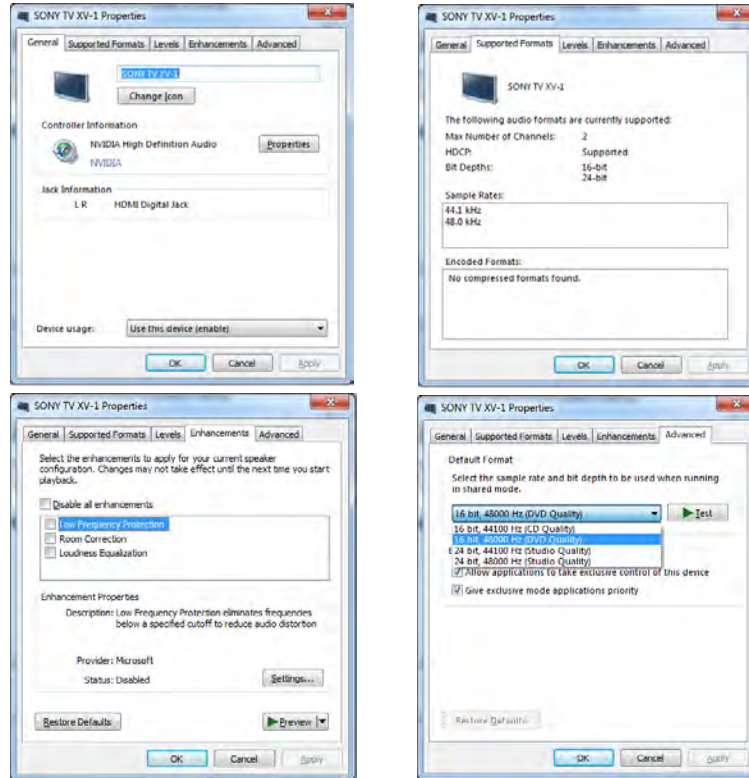 SONY TV XV-1 Properties
General Supported Formats Levels Enhancements Advanced
SONY TV XV-1
Change Icon
Controller Information
NVIDIA High Definition Audio Properties
NVIDIA
Jack Information
L R HDMI Digital Jack
Device usage: Use this device (enable)
OK Cancel Apply
SONY TV XV-1 Properties
General Supported Formats Levels Enhancements Advanced
SONY TV XV-1
The following audio formats are currently supported:
Max Number of Channels: 2
HDCP: Supported
Bit Depths: 16-bit
24-bit
Sample Rates:
44.1 kHz
48.0 kHz
Encoded Formats:
No compressed formats found.
OK Cancel Apply
SONY TV XV-1 Properties
General Supported Formats Levels Enhancements Advanced
Select the enhancements to apply for your current speaker
configuration. Changes may not take effect until the next time you start
playback.
Disable all enhancements
Low Frequency Protection
Room Correction
Loudness Equalization
Enhancement Properties
Description: Low Frequency Protection eliminates frequencies
below a specified cutoff to reduce audio distortion
Provider: Microsoft
Status: Disabled Settings...
Restore Defaults Preview
OK Cancel Apply
SONY TV XV-1 Properties
General Supported Formats Levels Enhancements Advanced
Default Format
Select the sample rate and bit depth to be used when running
in shared mode.
16 bit, 48000 Hz (DVD Quality) Test
16 bit, 44100 Hz (CD Quality)
16 bit, 48000 Hz (DVD Quality)
24 bit, 44100 Hz (Studio Quality)
24 bit, 48000 Hz (Studio Quality)
Allow applications to take exclusive control of this device
Give exclusive mode applications priority
Restore Defaults
OK Cancel Apply